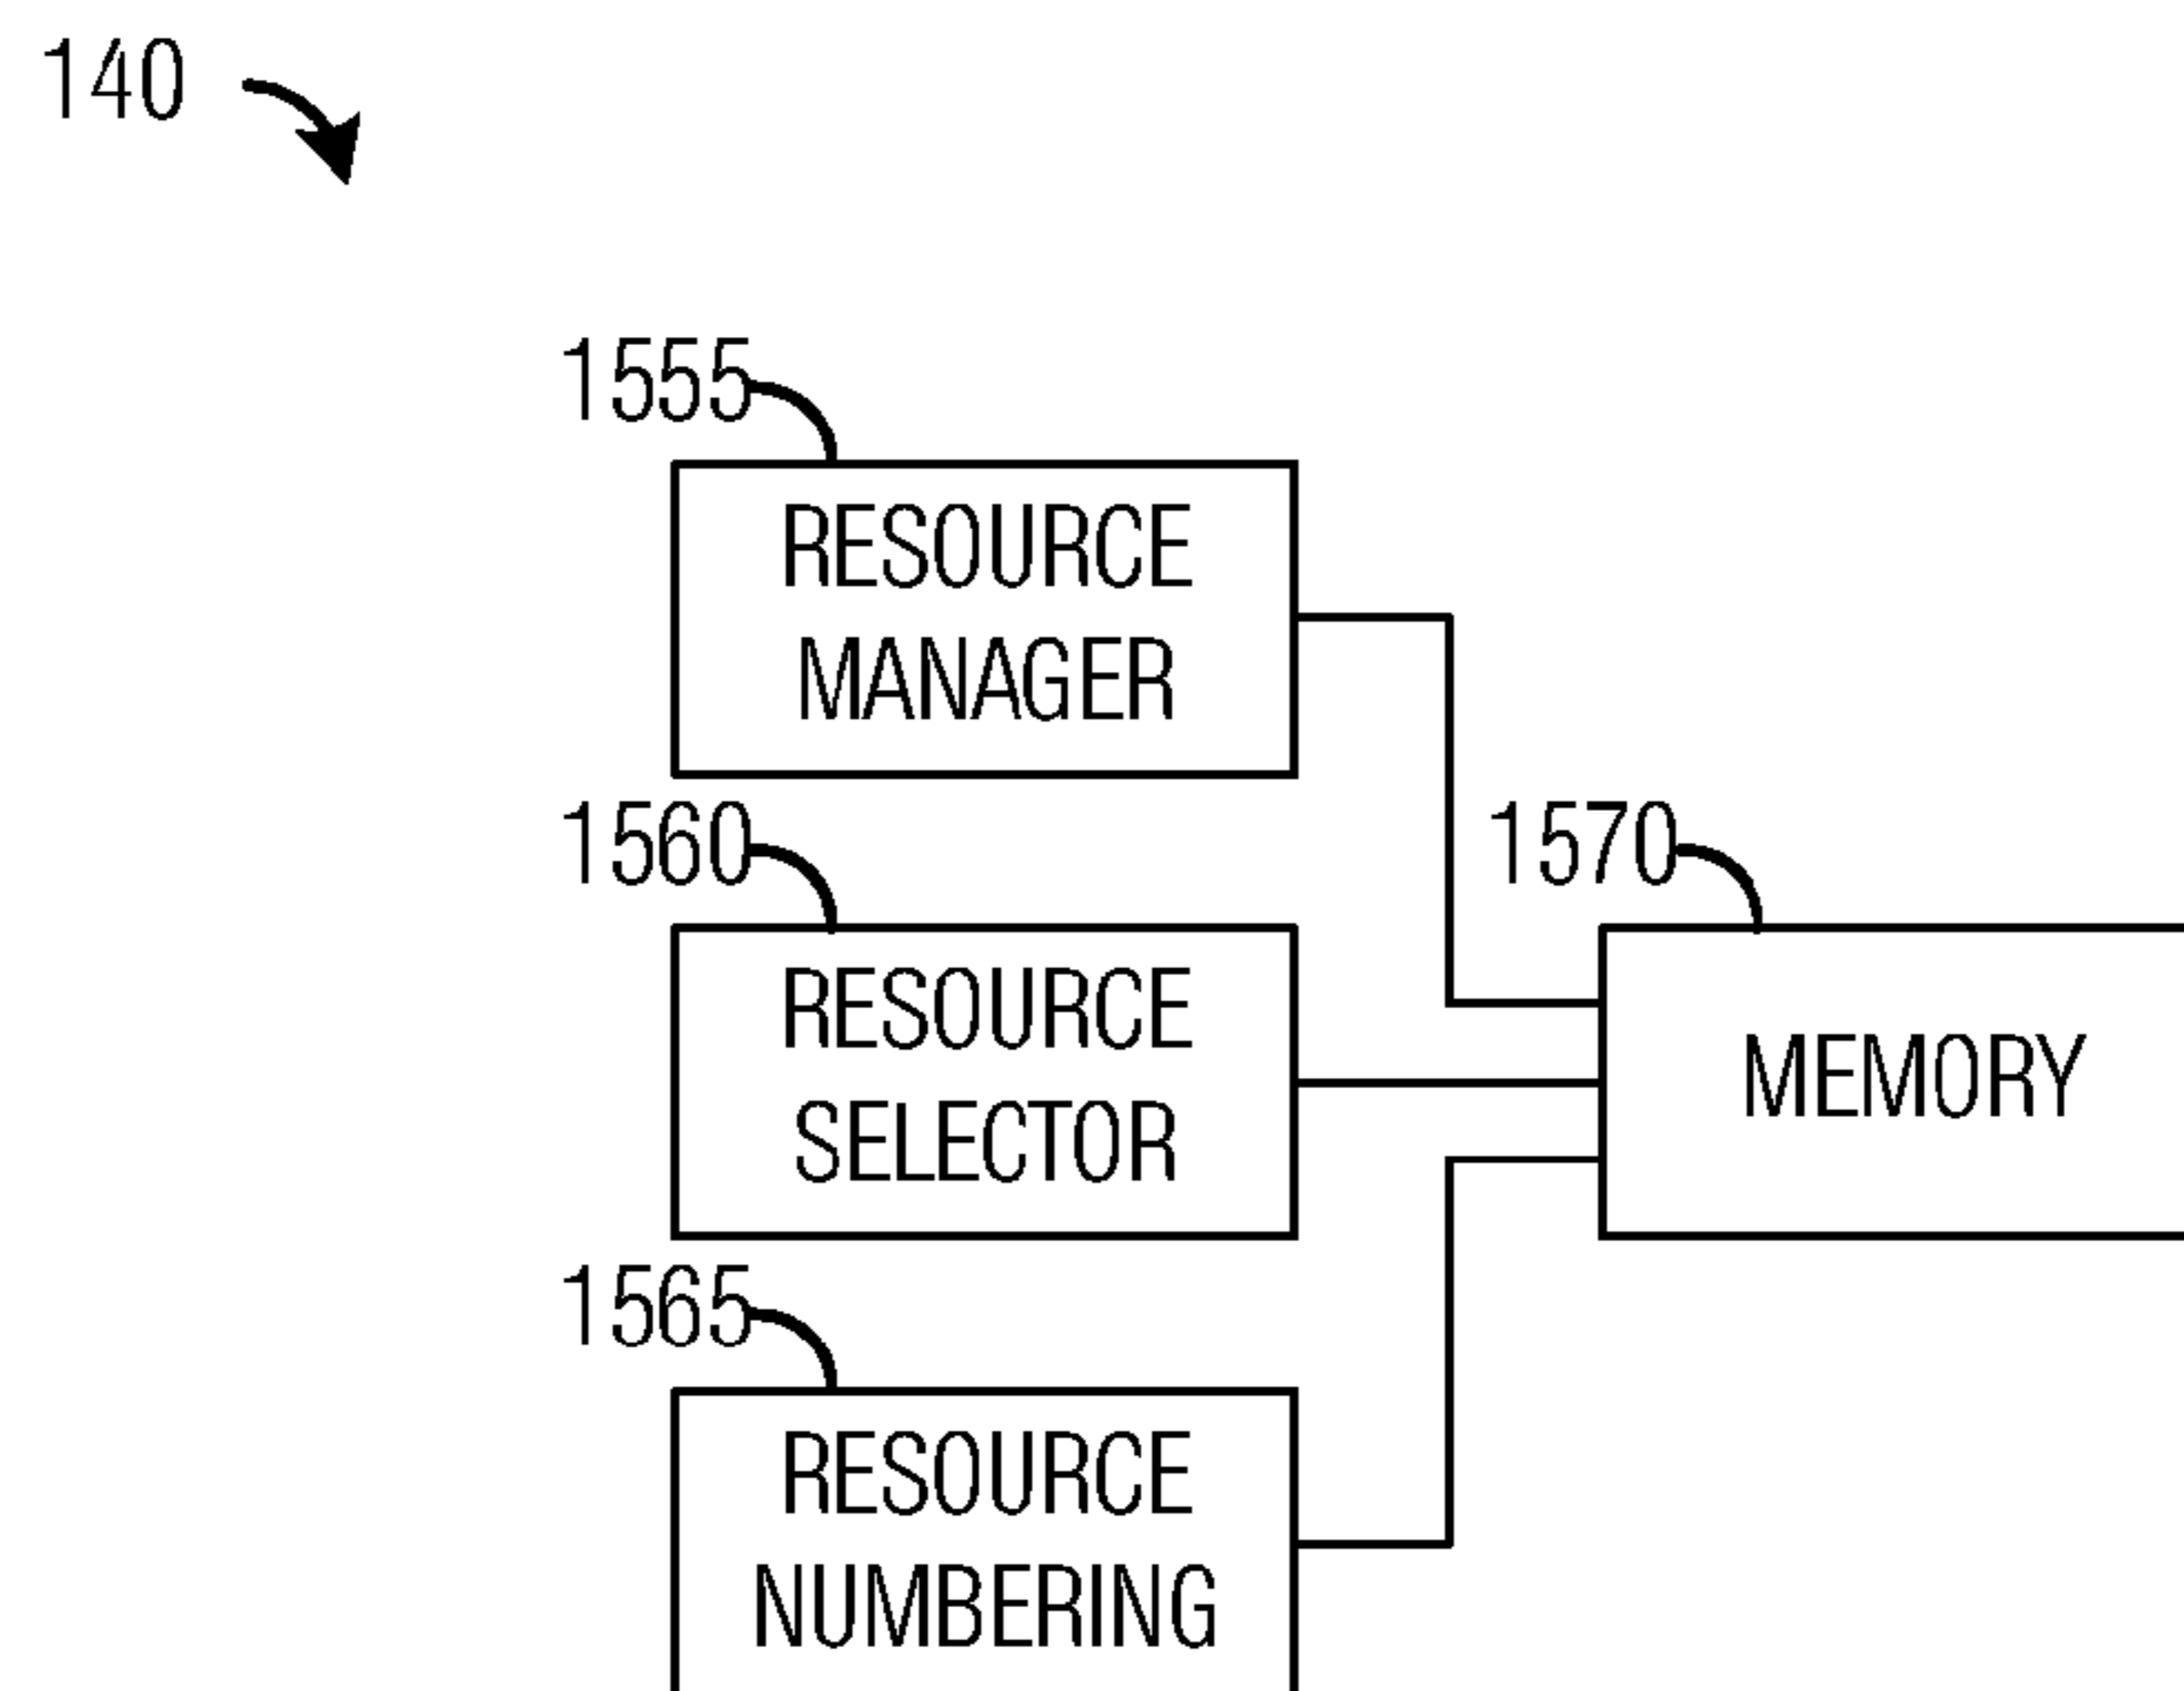 140
1555
RESOURCE
MANAGER
1560
RESOURCE
SELECTOR
1570
MEMORY
1565
RESOURCE
NUMBERING